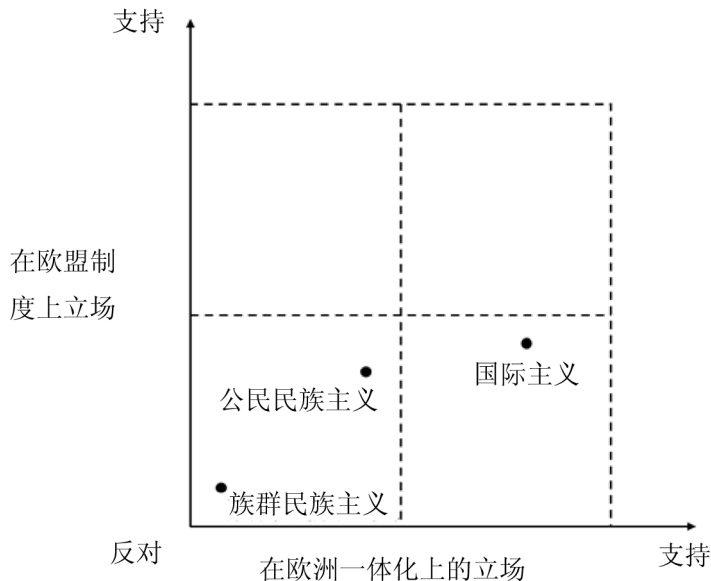 支持
在欧盟制
度上立场
国际主义
公民民族主义
族群民族主义
反对
在欧洲一体化上的立场
支持